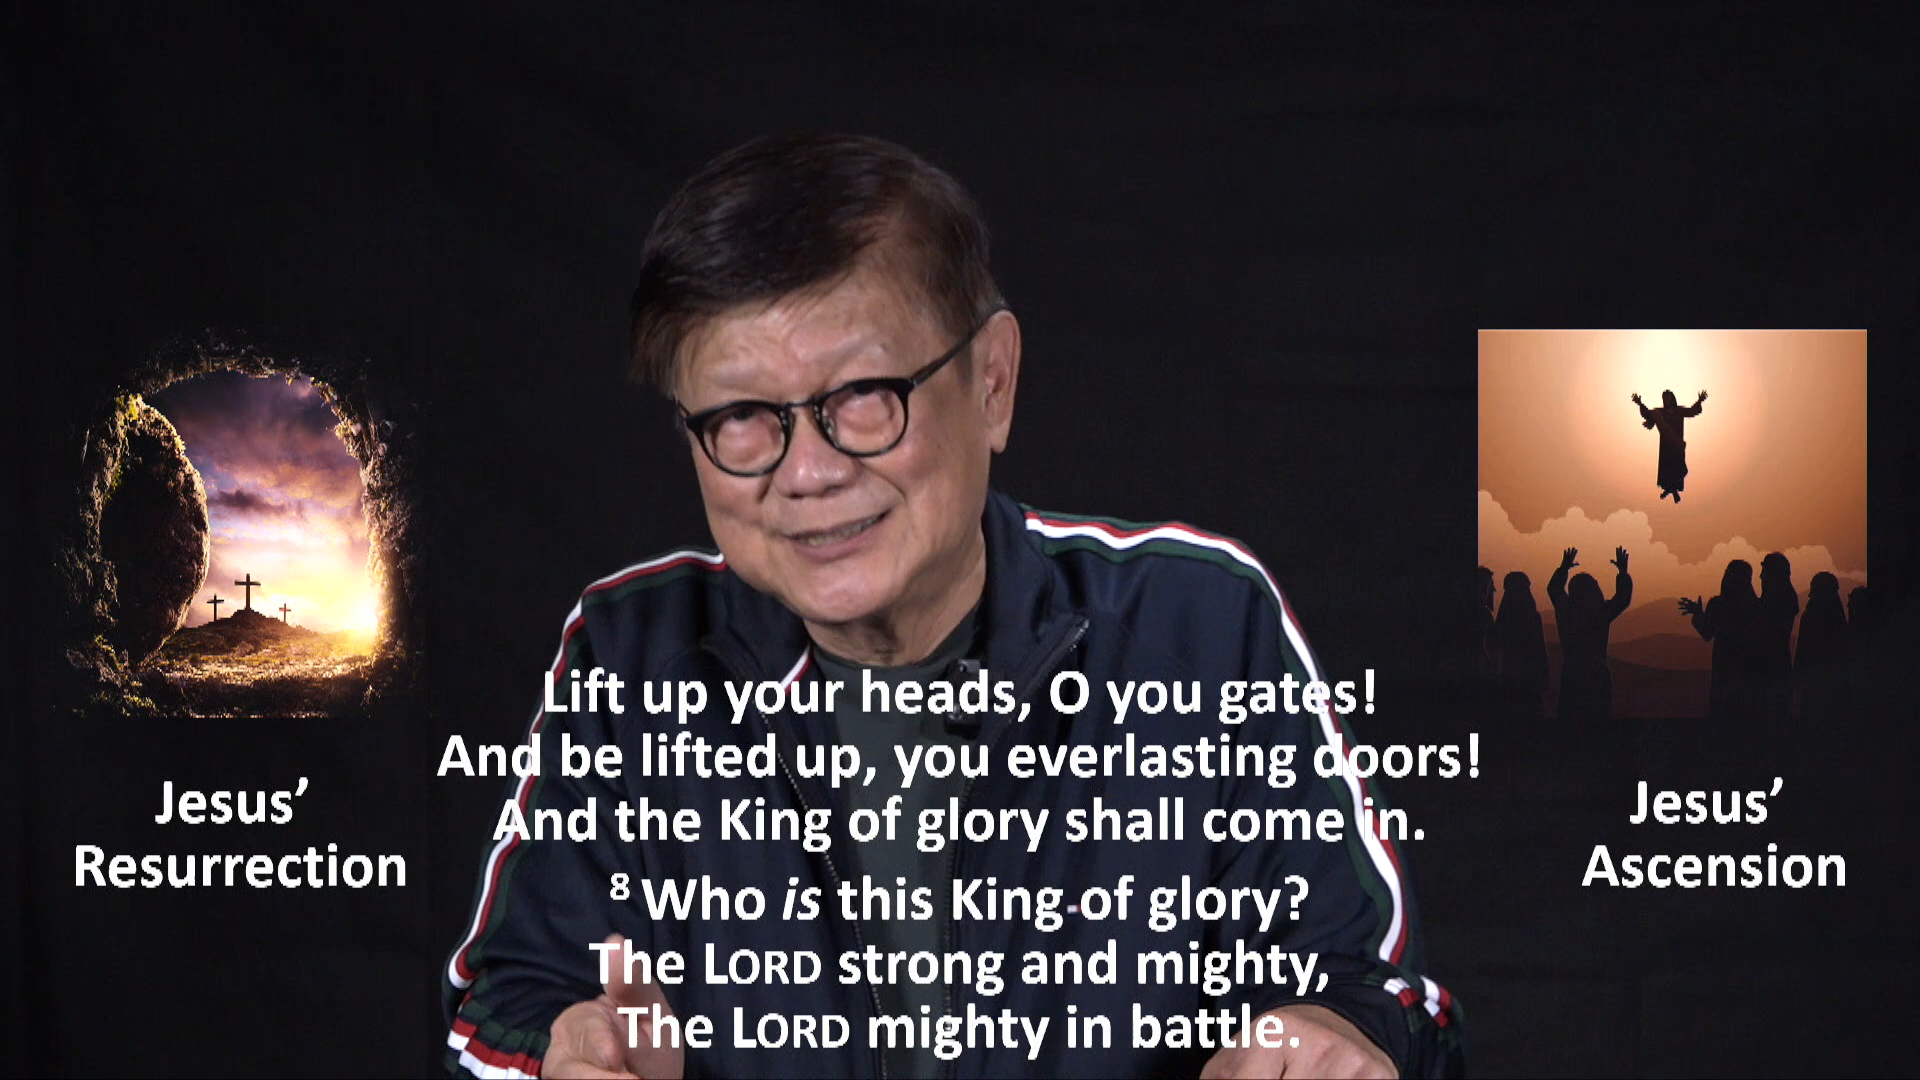 Lift up your heads, O you gates!
And be lifted up, you everlasting doors!
And the King of glory shall come in.
8 Who is this King of glory?
The LORD strong and mighty,
The LORD mighty in battle.
Jesus’
Resurrection
Jesus’
Ascension